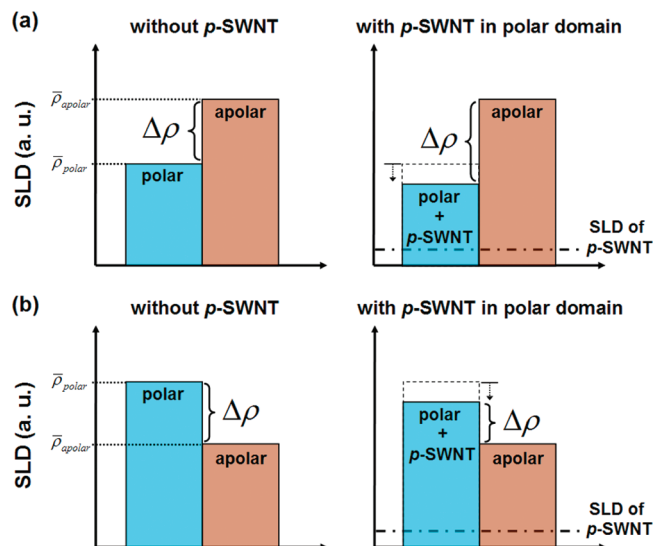 (a)
without p-SWNT
with p-SWNT in polar domain
SLD (a. u.)
ρ̅apolar
ρ̅polar
Δρ
apolar
polar
Δρ
apolar
polar
+
p-SWNT
SLD of
p-SWNT
(b)
without p-SWNT
with p-SWNT in polar domain
SLD (a. u.)
ρ̅polar
ρ̅apolar
polar
Δρ
apolar
polar
+
p-SWNT
Δρ
apolar
SLD of
p-SWNT